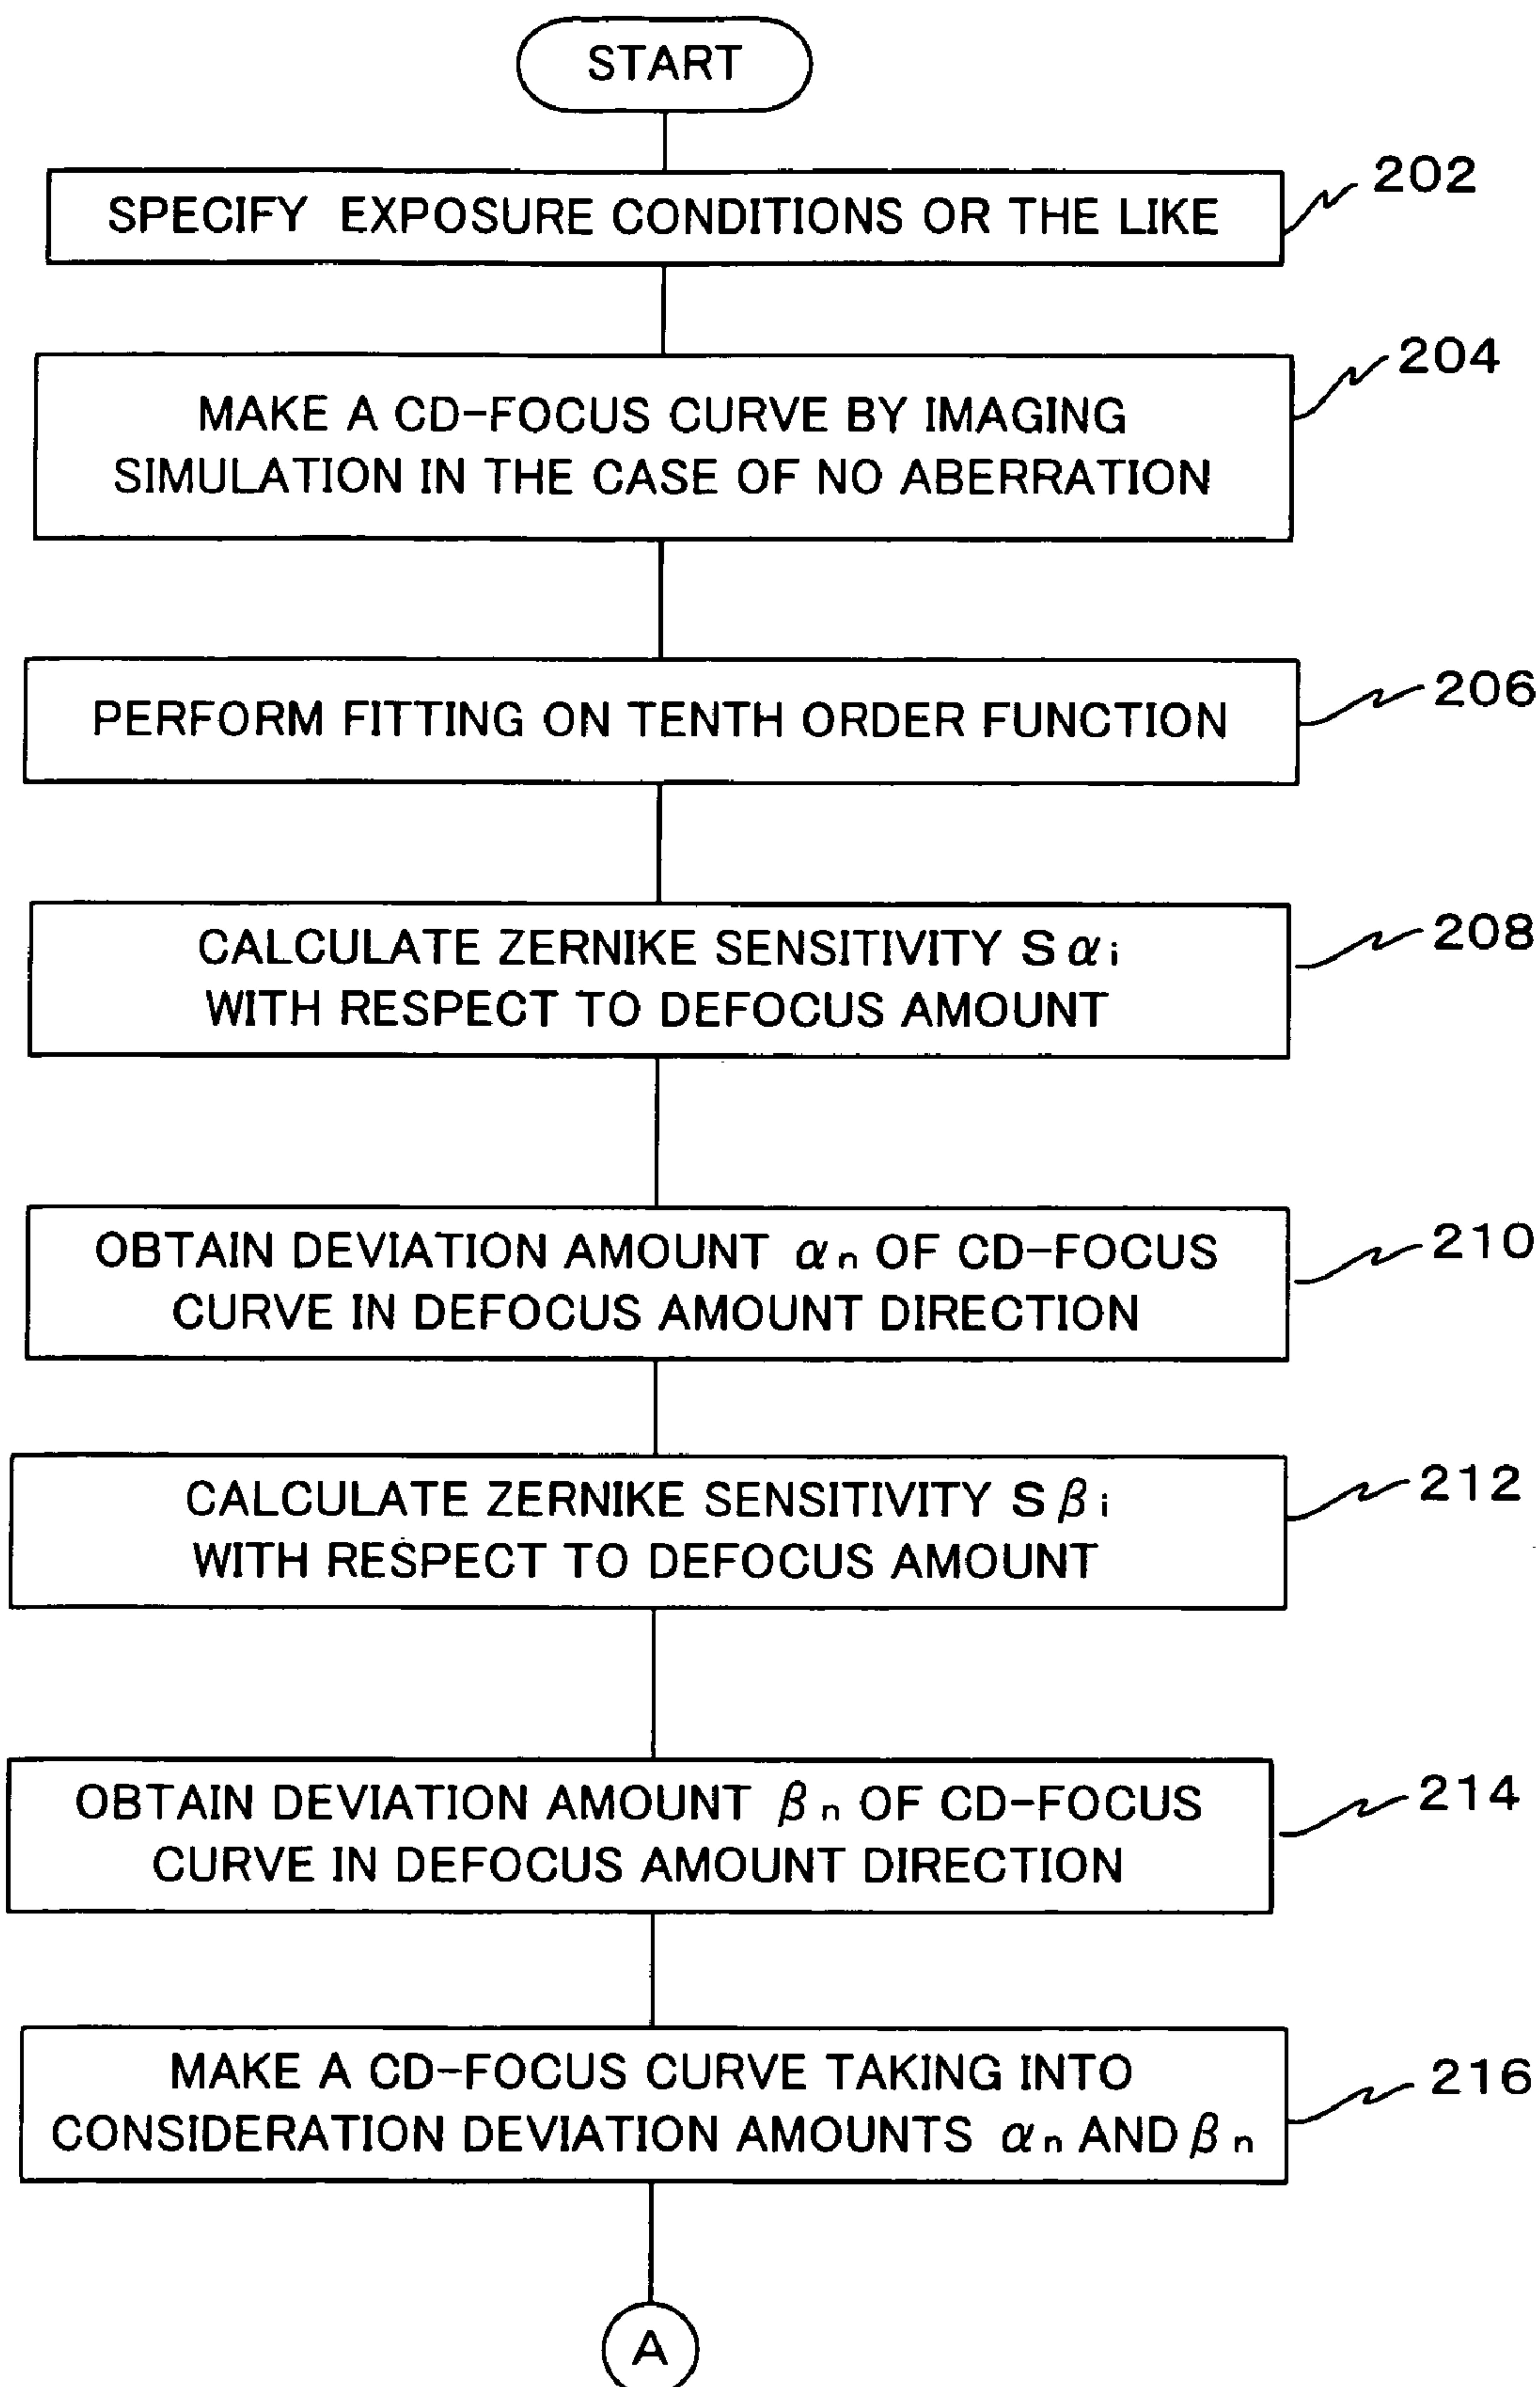 START
202
SPECIFY EXPOSURE CONDITIONS OR THE LIKE
204
MAKE A CD-FOCUS CURVE BY IMAGING
SIMULATION IN THE CASE OF NO ABERRATION
206
PERFORM FITTING ON TENTH ORDER FUNCTION
208
CALCULATE ZERNIKE SENSITIVITY S αi
WITH RESPECT TO DEFOCUS AMOUNT
210
OBTAIN DEVIATION AMOUNT αn OF CD-FOCUS
CURVE IN DEFOCUS AMOUNT DIRECTION
212
CALCULATE ZERNIKE SENSITIVITY S βi
WITH RESPECT TO DEFOCUS AMOUNT
214
OBTAIN DEVIATION AMOUNT βn OF CD-FOCUS
CURVE IN DEFOCUS AMOUNT DIRECTION
216
MAKE A CD-FOCUS CURVE TAKING INTO
CONSIDERATION DEVIATION AMOUNTS αn AND βn
A